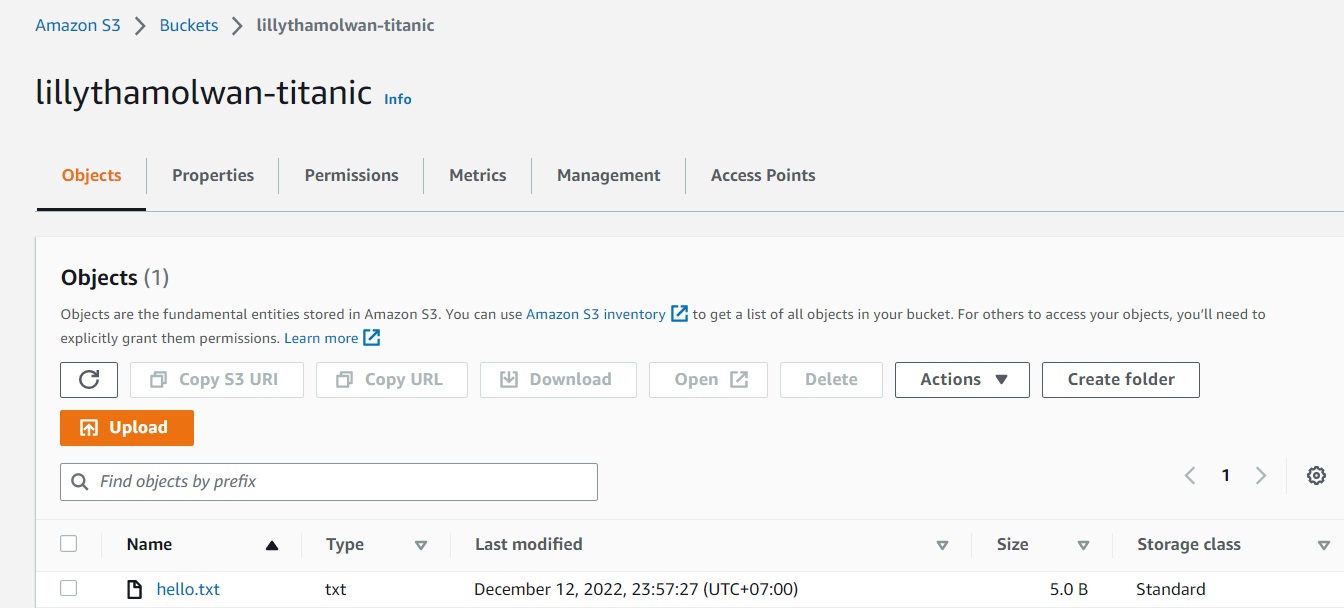 Amazon S3 > Buckets > lillythamolwan-titanic
lillythamolwan-titanic Info
Objects Properties Permissions Metrics Management Access Points
Objects (1)
Objects are the fundamental entities stored in Amazon S3. You can use Amazon S3 inventory to get a list of all objects in your bucket. For others to access your objects, you’ll need to
explicitly grant them permissions. Learn more
Copy S3 URI Copy URL Download Open Delete Actions Create folder
Upload
Find objects by prefix 1
Name Type Last modified Size Storage class
hello.txt txt December 12, 2022, 23:57:27 (UTC+07:00) 5.0 B Standard